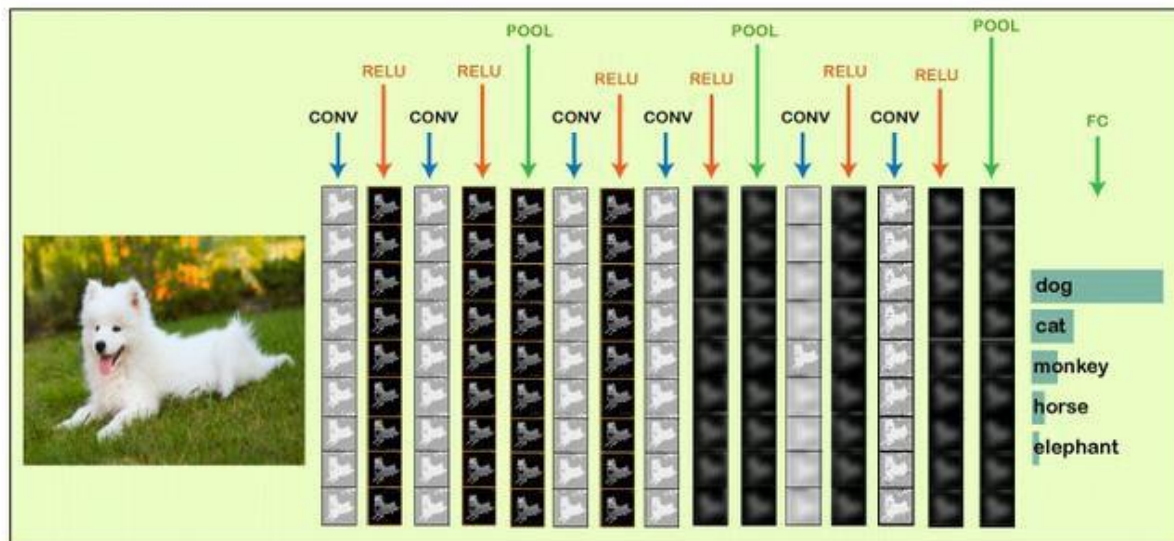 POOL POOL POOL
RELU RELU RELU RELU RELU RELU
CONV CONV CONV CONV CONV CONV FC
dog
cat
monkey
horse
elephant